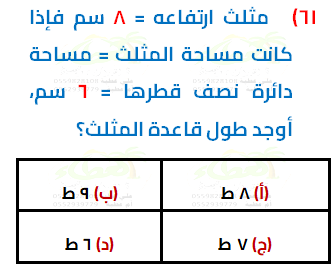 ٦١) مثلث ارتفاعه = ٨ سم فإذا
كانت مساحة المثلث = مساحة
دائرة نصف قطرها = ٦ سم،
أوجد طول قاعدة المثلث؟
(أ) ٨ ط (ب) ٩ ط
(ج) ٧ ط (د) ٦ ط